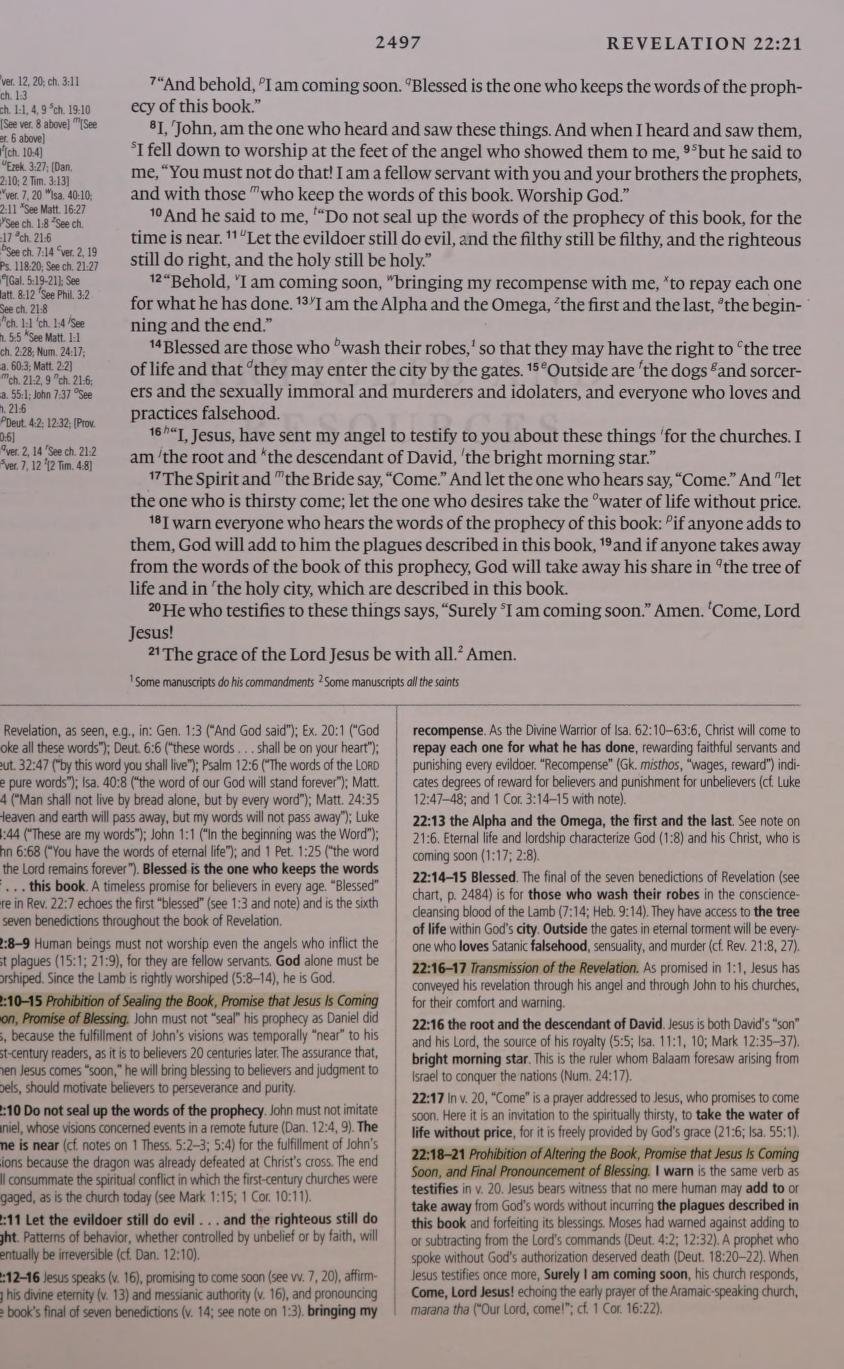 2497
REVELATION 22:21
ver. 12, 20; ch. 3:11
ch. 1:3
ch. 1:1, 4, 9 ˢch. 19:10
[See ver. 8 above] ᵐ[See
er. 6 above]
ᵗ[ch. 10:4]
ᵘEzek. 3:27; [Dan.
2:10; 2 Tim. 3:13]
ᵛver. 7, 20 ʷIsa. 40:10;
2:11 ˣSee Matt. 16:27
ʸSee ch. 1:8 ᶻSee ch.
:17 ᵃch. 21:6
ᵇSee ch. 7:14 ᶜver. 2, 19
Ps. 118:20; See ch. 21:27
ᵉ[Gal. 5:19-21]; See
latt. 8:12 ᶠSee Phil. 3:2
See ch. 21:8
ʰch. 1:1 ⁱch. 1:4 ʲSee
h. 5:5 ᵏSee Matt. 1:1
ch. 2:28; Num. 24:17;
a. 60:3; Matt. 2:2]
ᵐch. 21:2, 9 ⁿch. 21:6;
a. 55:1; John 7:37 ᵒSee
h. 21:6
ᵖDeut. 4:2; 12:32; [Prov.
0:6]
ᑫver. 2, 14 ʳSee ch. 21:2
ˢver. 7, 12 ᵗ[2 Tim. 4:8]
⁷“And behold, ᵖI am coming soon. ᑫBlessed is the one who keeps the words of the proph-
ecy of this book.”
⁸I, ʳJohn, am the one who heard and saw these things. And when I heard and saw them,
ˢI fell down to worship at the feet of the angel who showed them to me, ⁹ˢbut he said to
me, “You must not do that! I am a fellow servant with you and your brothers the prophets,
and with those ᵐwho keep the words of this book. Worship God.”
¹⁰And he said to me, ᵗ“Do not seal up the words of the prophecy of this book, for the
time is near. ¹¹ᵘLet the evildoer still do evil, and the filthy still be filthy, and the righteous
still do right, and the holy still be holy.”
¹²“Behold, ᵛI am coming soon, ʷbringing my recompense with me, ˣto repay each one
for what he has done. ¹³ʸI am the Alpha and the Omega, ᶻthe first and the last, ᵃthe begin-
ning and the end.”
¹⁴Blessed are those who ᵇwash their robes,¹ so that they may have the right to ᶜthe tree
of life and that ᵈthey may enter the city by the gates. ¹⁵ᵉOutside are ᶠthe dogs ᵍand sorcer-
ers and the sexually immoral and murderers and idolaters, and everyone who loves and
practices falsehood.
¹⁶ʰ“I, Jesus, have sent my angel to testify to you about these things ⁱfor the churches. I
am ʲthe root and ᵏthe descendant of David, ˡthe bright morning star.”
¹⁷The Spirit and ᵐthe Bride say, “Come.” And let the one who hears say, “Come.” And ⁿlet
the one who is thirsty come; let the one who desires take the ᵒwater of life without price.
¹⁸I warn everyone who hears the words of the prophecy of this book: ᵖif anyone adds to
them, God will add to him the plagues described in this book, ¹⁹and if anyone takes away
from the words of the book of this prophecy, God will take away his share in ᑫthe tree of
life and in ʳthe holy city, which are described in this book.
²⁰He who testifies to these things says, “Surely ˢI am coming soon.” Amen. ᵗCome, Lord
Jesus!
²¹The grace of the Lord Jesus be with all.² Amen.
¹Some manuscripts do his commandments ²Some manuscripts all the saints
Revelation, as seen, e.g., in: Gen. 1:3 (“And God said”); Ex. 20:1 (“God
oke all these words”); Deut. 6:6 (“these words . . . shall be on your heart”);
eut. 32:47 (“by this word you shall live”); Psalm 12:6 (“The words of the LORD
e pure words”); Isa. 40:8 (“the word of our God will stand forever”); Matt.
4 (“Man shall not live by bread alone, but by every word”); Matt. 24:35
Heaven and earth will pass away, but my words will not pass away”); Luke
:44 (“These are my words”); John 1:1 (“In the beginning was the Word”);
hn 6:68 (“You have the words of eternal life”); and 1 Pet. 1:25 (“the word
the Lord remains forever”). Blessed is the one who keeps the words
. . . this book. A timeless promise for believers in every age. “Blessed”
re in Rev. 22:7 echoes the first “blessed” (see 1:3 and note) and is the sixth
seven benedictions throughout the book of Revelation.
2:8–9 Human beings must not worship even the angels who inflict the
st plagues (15:1; 21:9), for they are fellow servants. God alone must be
orshiped. Since the Lamb is rightly worshiped (5:8–14), he is God.
:10–15 Prohibition of Sealing the Book, Promise that Jesus Is Coming
on, Promise of Blessing. John must not “seal” his prophecy as Daniel did
s, because the fulfillment of John’s visions was temporally “near” to his
st-century readers, as it is to believers 20 centuries later. The assurance that,
hen Jesus comes “soon,” he will bring blessing to believers and judgment to
bels, should motivate believers to perseverance and purity.
2:10 Do not seal up the words of the prophecy. John must not imitate
aniel, whose visions concerned events in a remote future (Dan. 12:4, 9). The
me is near (cf. notes on 1 Thess. 5:2–3; 5:4) for the fulfillment of John’s
ions because the dragon was already defeated at Christ’s cross. The end
ll consummate the spiritual conflict in which the first-century churches were
gaged, as is the church today (see Mark 1:15; 1 Cor. 10:11).
2:11 Let the evildoer still do evil . . . and the righteous still do
ght. Patterns of behavior, whether controlled by unbelief or by faith, will
entually be irreversible (cf. Dan. 12:10).
:12–16 Jesus speaks (v. 16), promising to come soon (see vv. 7, 20), affirm-
g his divine eternity (v. 13) and messianic authority (v. 16), and pronouncing
e book’s final of seven benedictions (v. 14; see note on 1:3). bringing my
recompense. As the Divine Warrior of Isa. 62:10–63:6, Christ will come to
repay each one for what he has done, rewarding faithful servants and
punishing every evildoer. “Recompense” (Gk. misthos, “wages, reward”) indi-
cates degrees of reward for believers and punishment for unbelievers (cf. Luke
12:47–48; and 1 Cor. 3:14–15 with note).
22:13 the Alpha and the Omega, the first and the last. See note on
21:6. Eternal life and lordship characterize God (1:8) and his Christ, who is
coming soon (1:17; 2:8).
22:14–15 Blessed. The final of the seven benedictions of Revelation (see
chart, p. 2484) is for those who wash their robes in the conscience-
cleansing blood of the Lamb (7:14; Heb. 9:14). They have access to the tree
of life within God’s city. Outside the gates in eternal torment will be every-
one who loves Satanic falsehood, sensuality, and murder (cf. Rev. 21:8, 27).
22:16–17 Transmission of the Revelation. As promised in 1:1, Jesus has
conveyed his revelation through his angel and through John to his churches,
for their comfort and warning.
22:16 the root and the descendant of David. Jesus is both David’s “son”
and his Lord, the source of his royalty (5:5; Isa. 11:1, 10; Mark 12:35–37).
bright morning star. This is the ruler whom Balaam foresaw arising from
Israel to conquer the nations (Num. 24:17).
22:17 In v. 20, “Come” is a prayer addressed to Jesus, who promises to come
soon. Here it is an invitation to the spiritually thirsty, to take the water of
life without price, for it is freely provided by God’s grace (21:6; Isa. 55:1).
22:18–21 Prohibition of Altering the Book, Promise that Jesus Is Coming
Soon, and Final Pronouncement of Blessing. I warn is the same verb as
testifies in v. 20. Jesus bears witness that no mere human may add to or
take away from God’s words without incurring the plagues described in
this book and forfeiting its blessings. Moses had warned against adding to
or subtracting from the Lord’s commands (Deut. 4:2; 12:32). A prophet who
spoke without God’s authorization deserved death (Deut. 18:20–22). When
Jesus testifies once more, Surely I am coming soon, his church responds,
Come, Lord Jesus! echoing the early prayer of the Aramaic-speaking church,
marana tha (“Our Lord, come!”; cf. 1 Cor. 16:22).